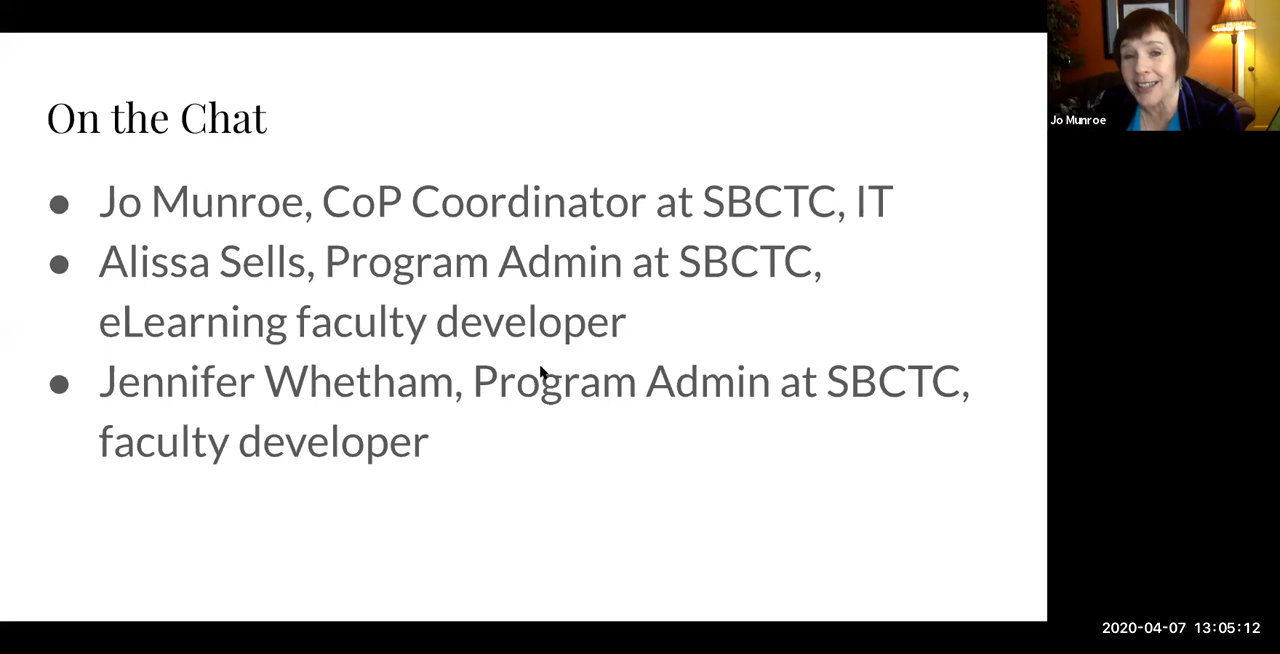 On the Chat
● Jo Munroe, CoP Coordinator at SBCTC, IT
● Alissa Sells, Program Admin at SBCTC,
eLearning faculty developer
● Jennifer Whetham, Program Admin at SBCTC,
faculty developer
Jo Munroe
2020-04-07 13:05:12